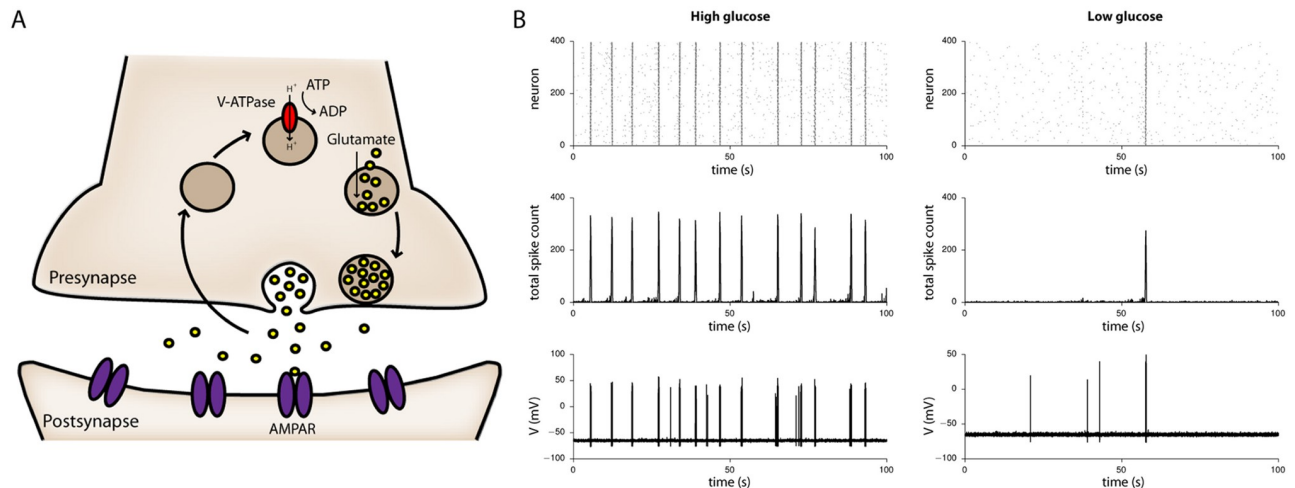 A
H⁺
ATP
V-ATPase
ADP
H⁺
Glutamate
Presynapse
Postsynapse
AMPAR
B
High glucose
400
200
0
neuron
0
50
100
time (s)
400
200
0
total spike count
0
50
100
time (s)
100
50
0
−50
−100
V (mV)
0
50
100
time (s)
Low glucose
400
200
0
neuron
0
50
100
time (s)
400
200
0
total spike count
0
50
100
time (s)
50
0
−50
−100
V (mV)
0
50
100
time (s)